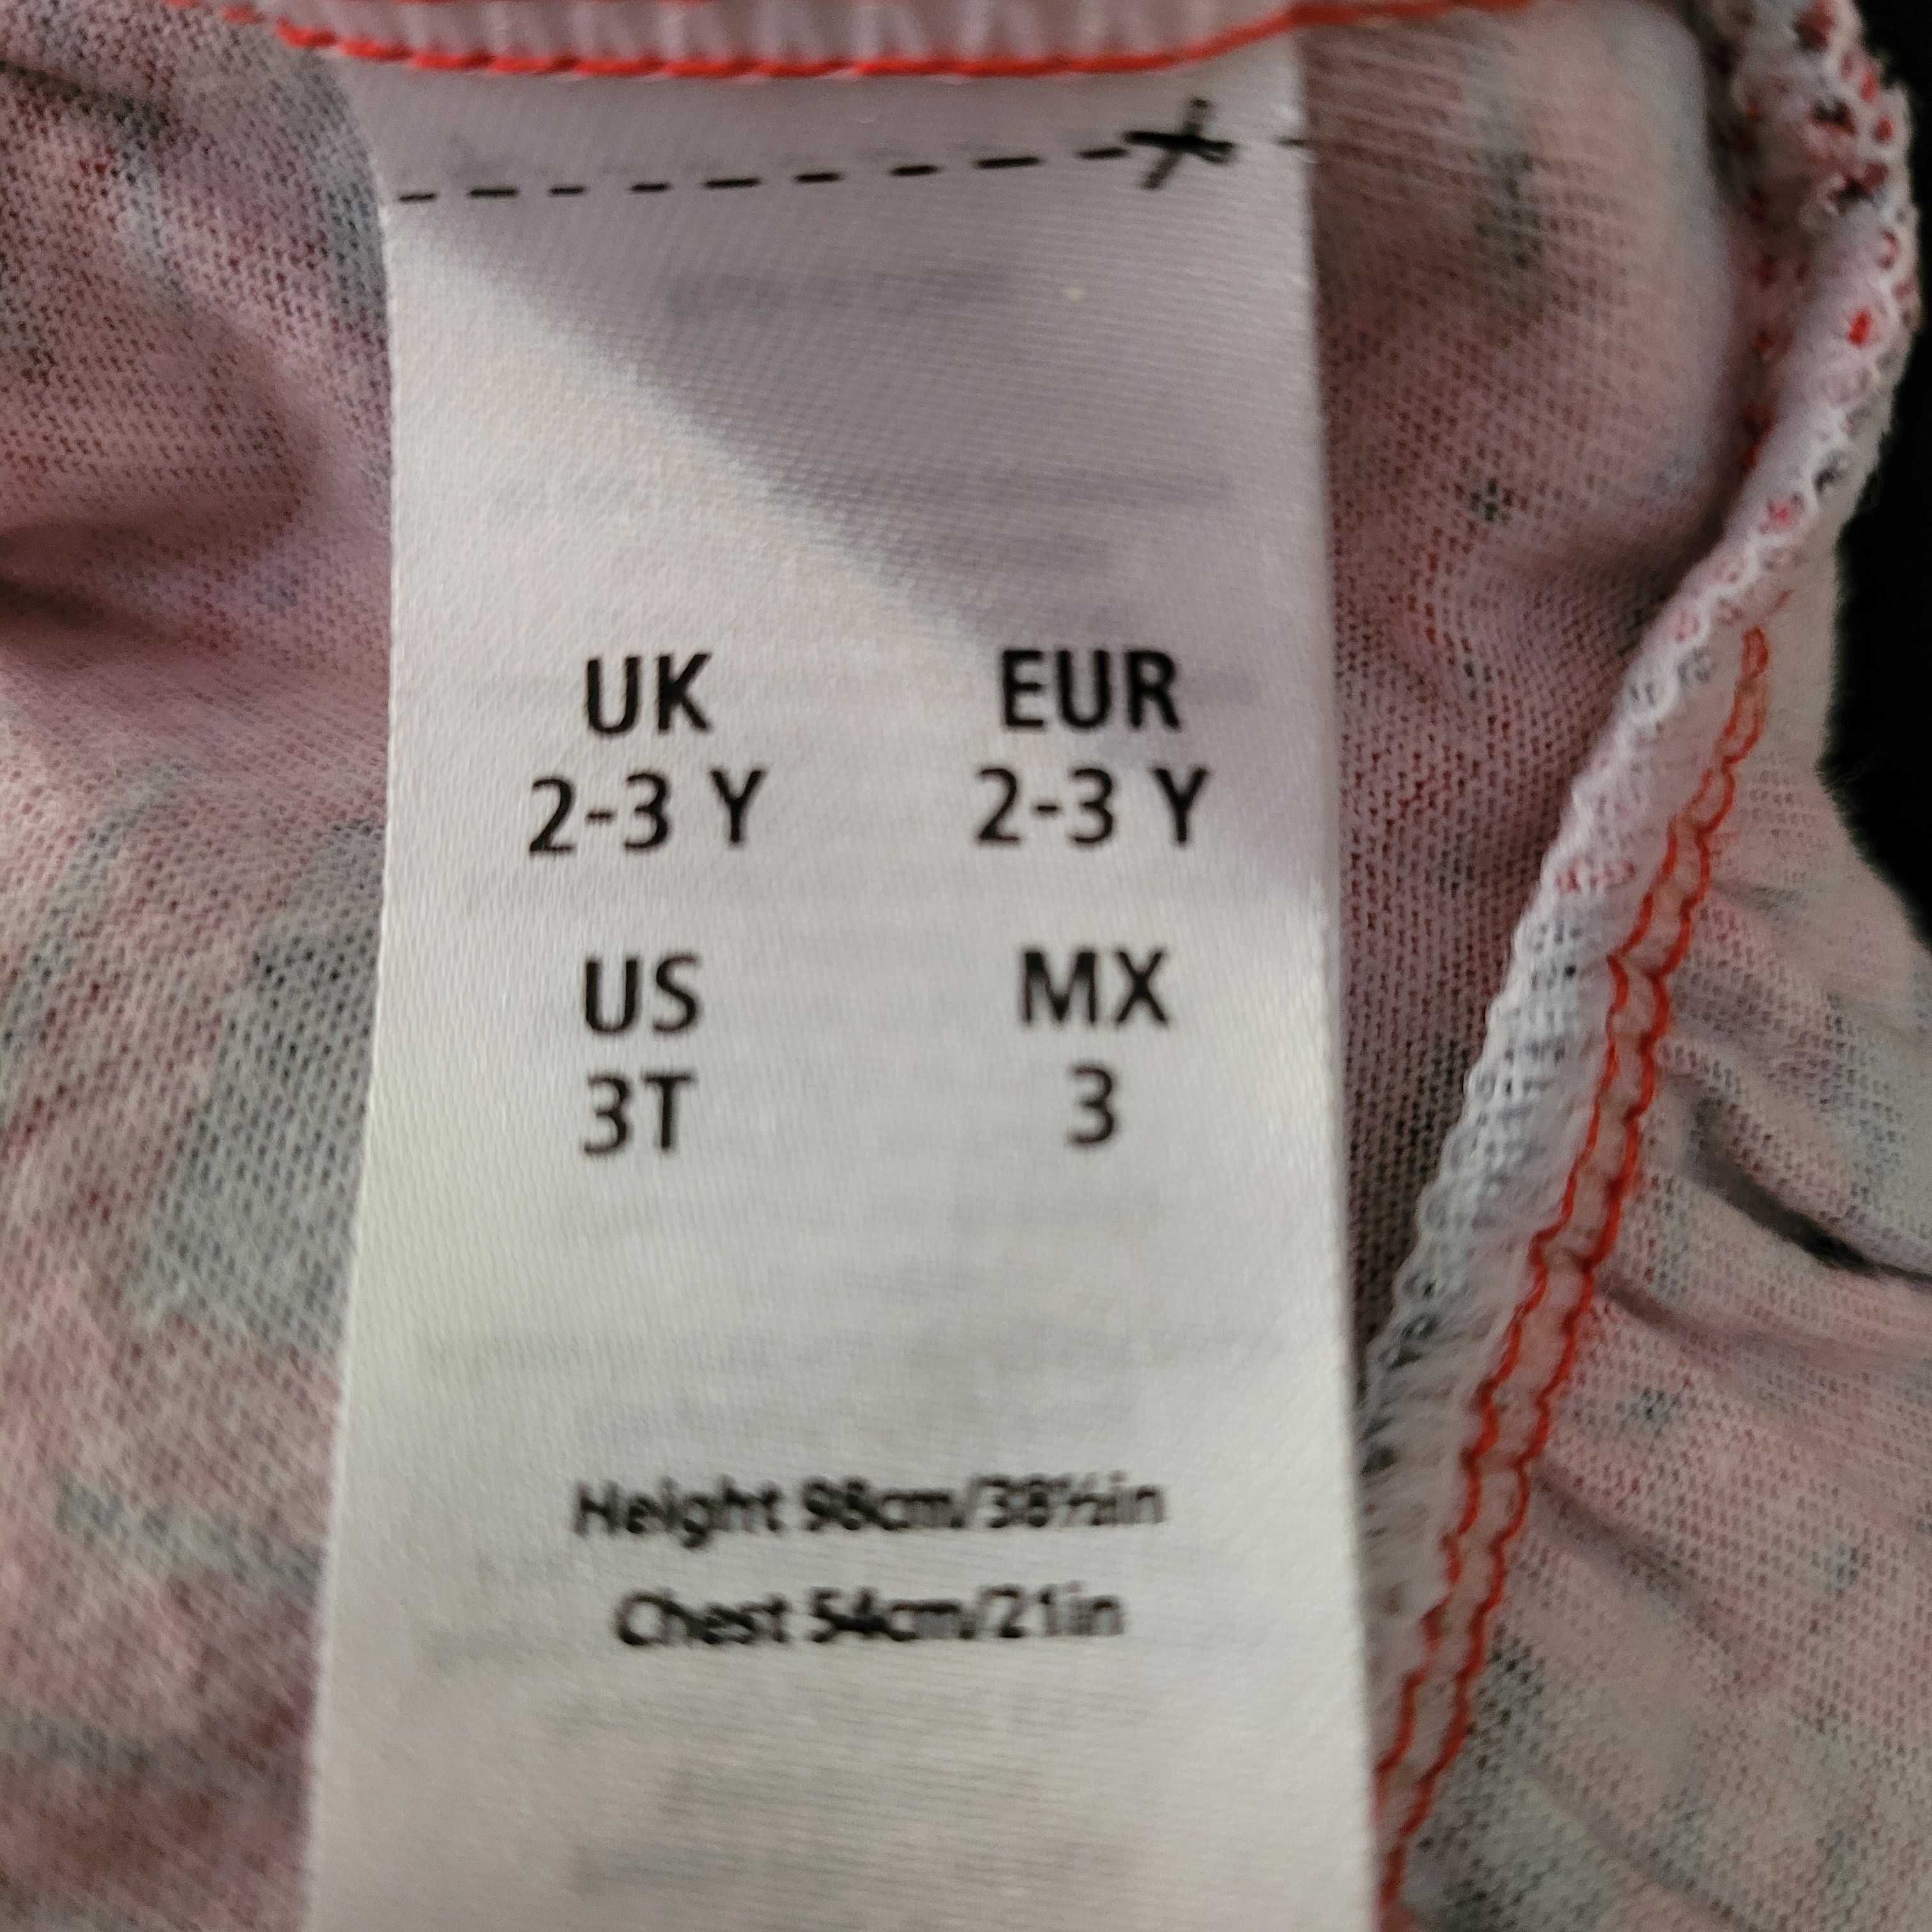 UK EUR
2-3 Y 2-3 Y
US MX
3T 3
Height 98cm/38½in
Chest 54cm/21in